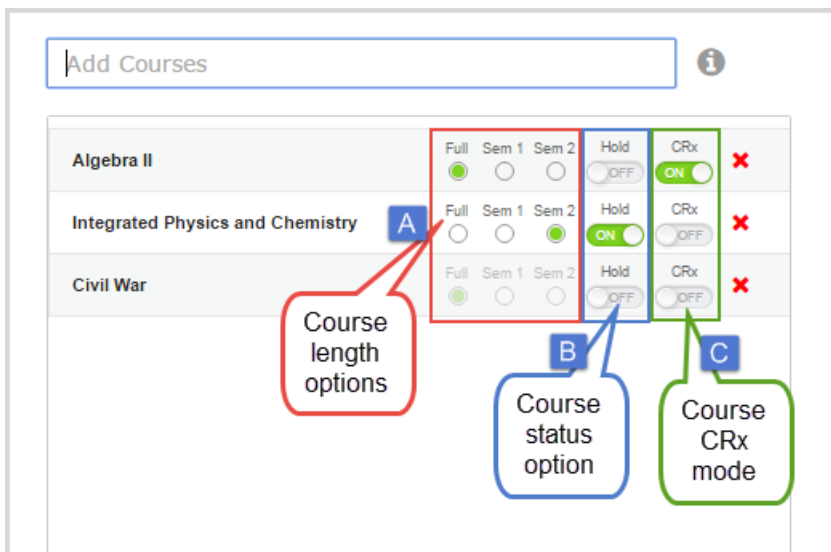 Add Courses
Full Sem 1 Sem 2 Hold CRx
Algebra II
OFF ON
Full Sem 1 Sem 2 Hold CRx
Integrated Physics and Chemistry A
ON OFF
Full Sem 1 Sem 2 Hold CRx
Civil War
OFF OFF
Course
length
options
B
Course
status
option
C
Course
CRx
mode